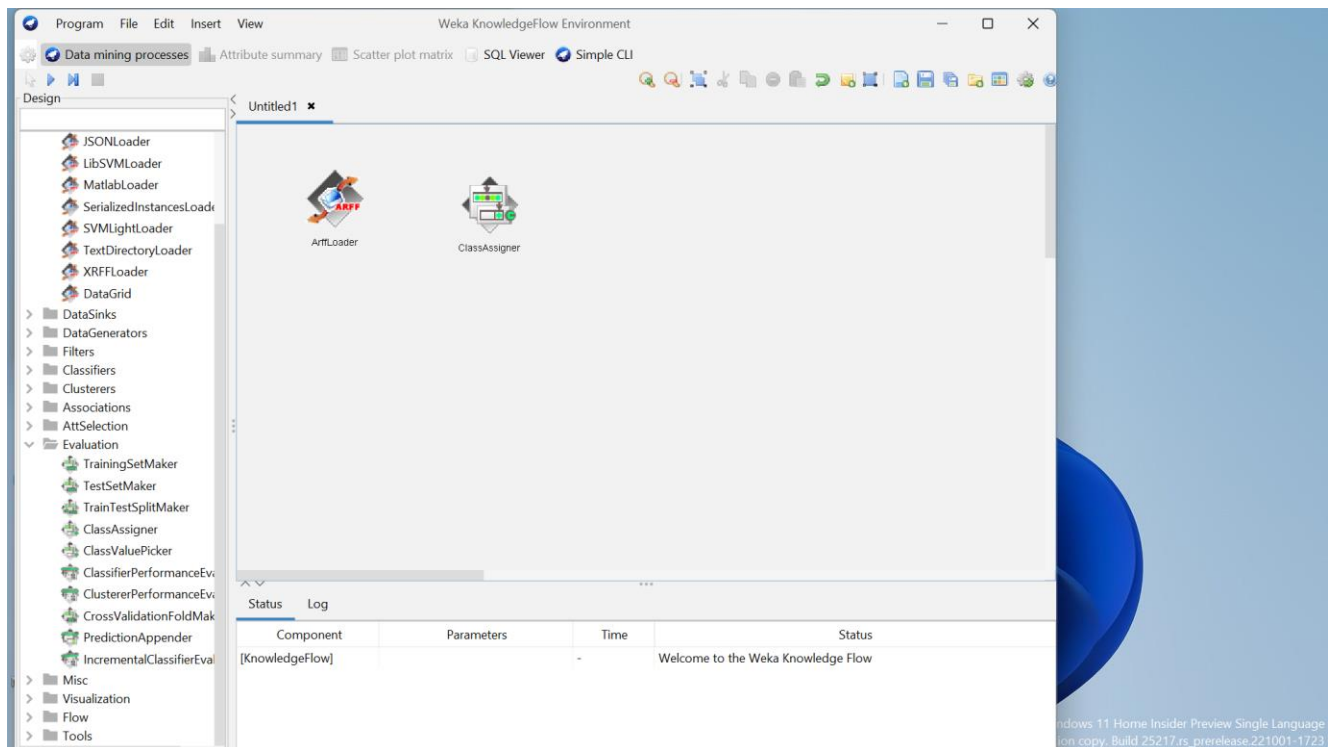 Program File Edit Insert View Weka KnowledgeFlow Environment
Data mining processes Attribute summary Scatter plot matrix SQL Viewer Simple CLI
Design
Untitled1
JSONLoader
LibSVMLoader
MatlabLoader
SerializedInstancesLoade
SVMLightLoader
TextDirectoryLoader
XRFFLoader
DataGrid
DataSinks
DataGenerators
Filters
Classifiers
Clusterers
Associations
AttSelection
Evaluation
TrainingSetMaker
TestSetMaker
TrainTestSplitMaker
ClassAssigner
ClassValuePicker
ClassifierPerformanceEva
ClustererPerformanceEva
CrossValidationFoldMak
PredictionAppender
IncrementalClassifierEval
Misc
Visualization
Flow
Tools
ARFF
ArffLoader
ClassAssigner
Status Log
Component Parameters Time Status
[KnowledgeFlow] - Welcome to the Weka Knowledge Flow
ndows 11 Home Insider Preview Single Language
ion copy. Build 25217.rs_prerelease.221001-1723